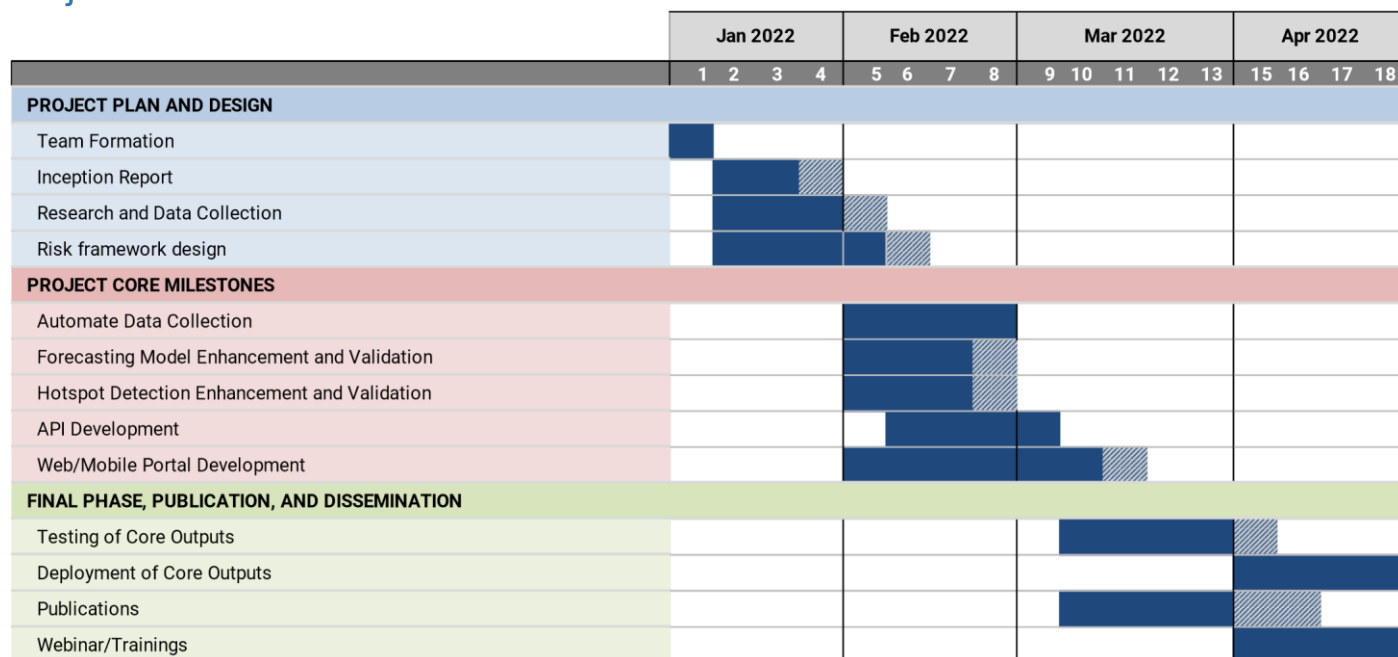 Jan 2022 Feb 2022 Mar 2022 Apr 2022
1 2 3 4 5 6 7 8 9 10 11 12 13 15 16 17 18
PROJECT PLAN AND DESIGN
Team Formation
Inception Report
Research and Data Collection
Risk framework design
PROJECT CORE MILESTONES
Automate Data Collection
Forecasting Model Enhancement and Validation
Hotspot Detection Enhancement and Validation
API Development
Web/Mobile Portal Development
FINAL PHASE, PUBLICATION, AND DISSEMINATION
Testing of Core Outputs
Deployment of Core Outputs
Publications
Webinar/Trainings